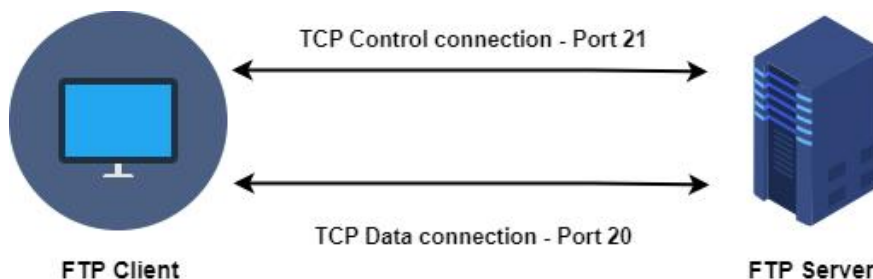 TCP Control connection - Port 21
TCP Data connection - Port 20
FTP Client
FTP Server